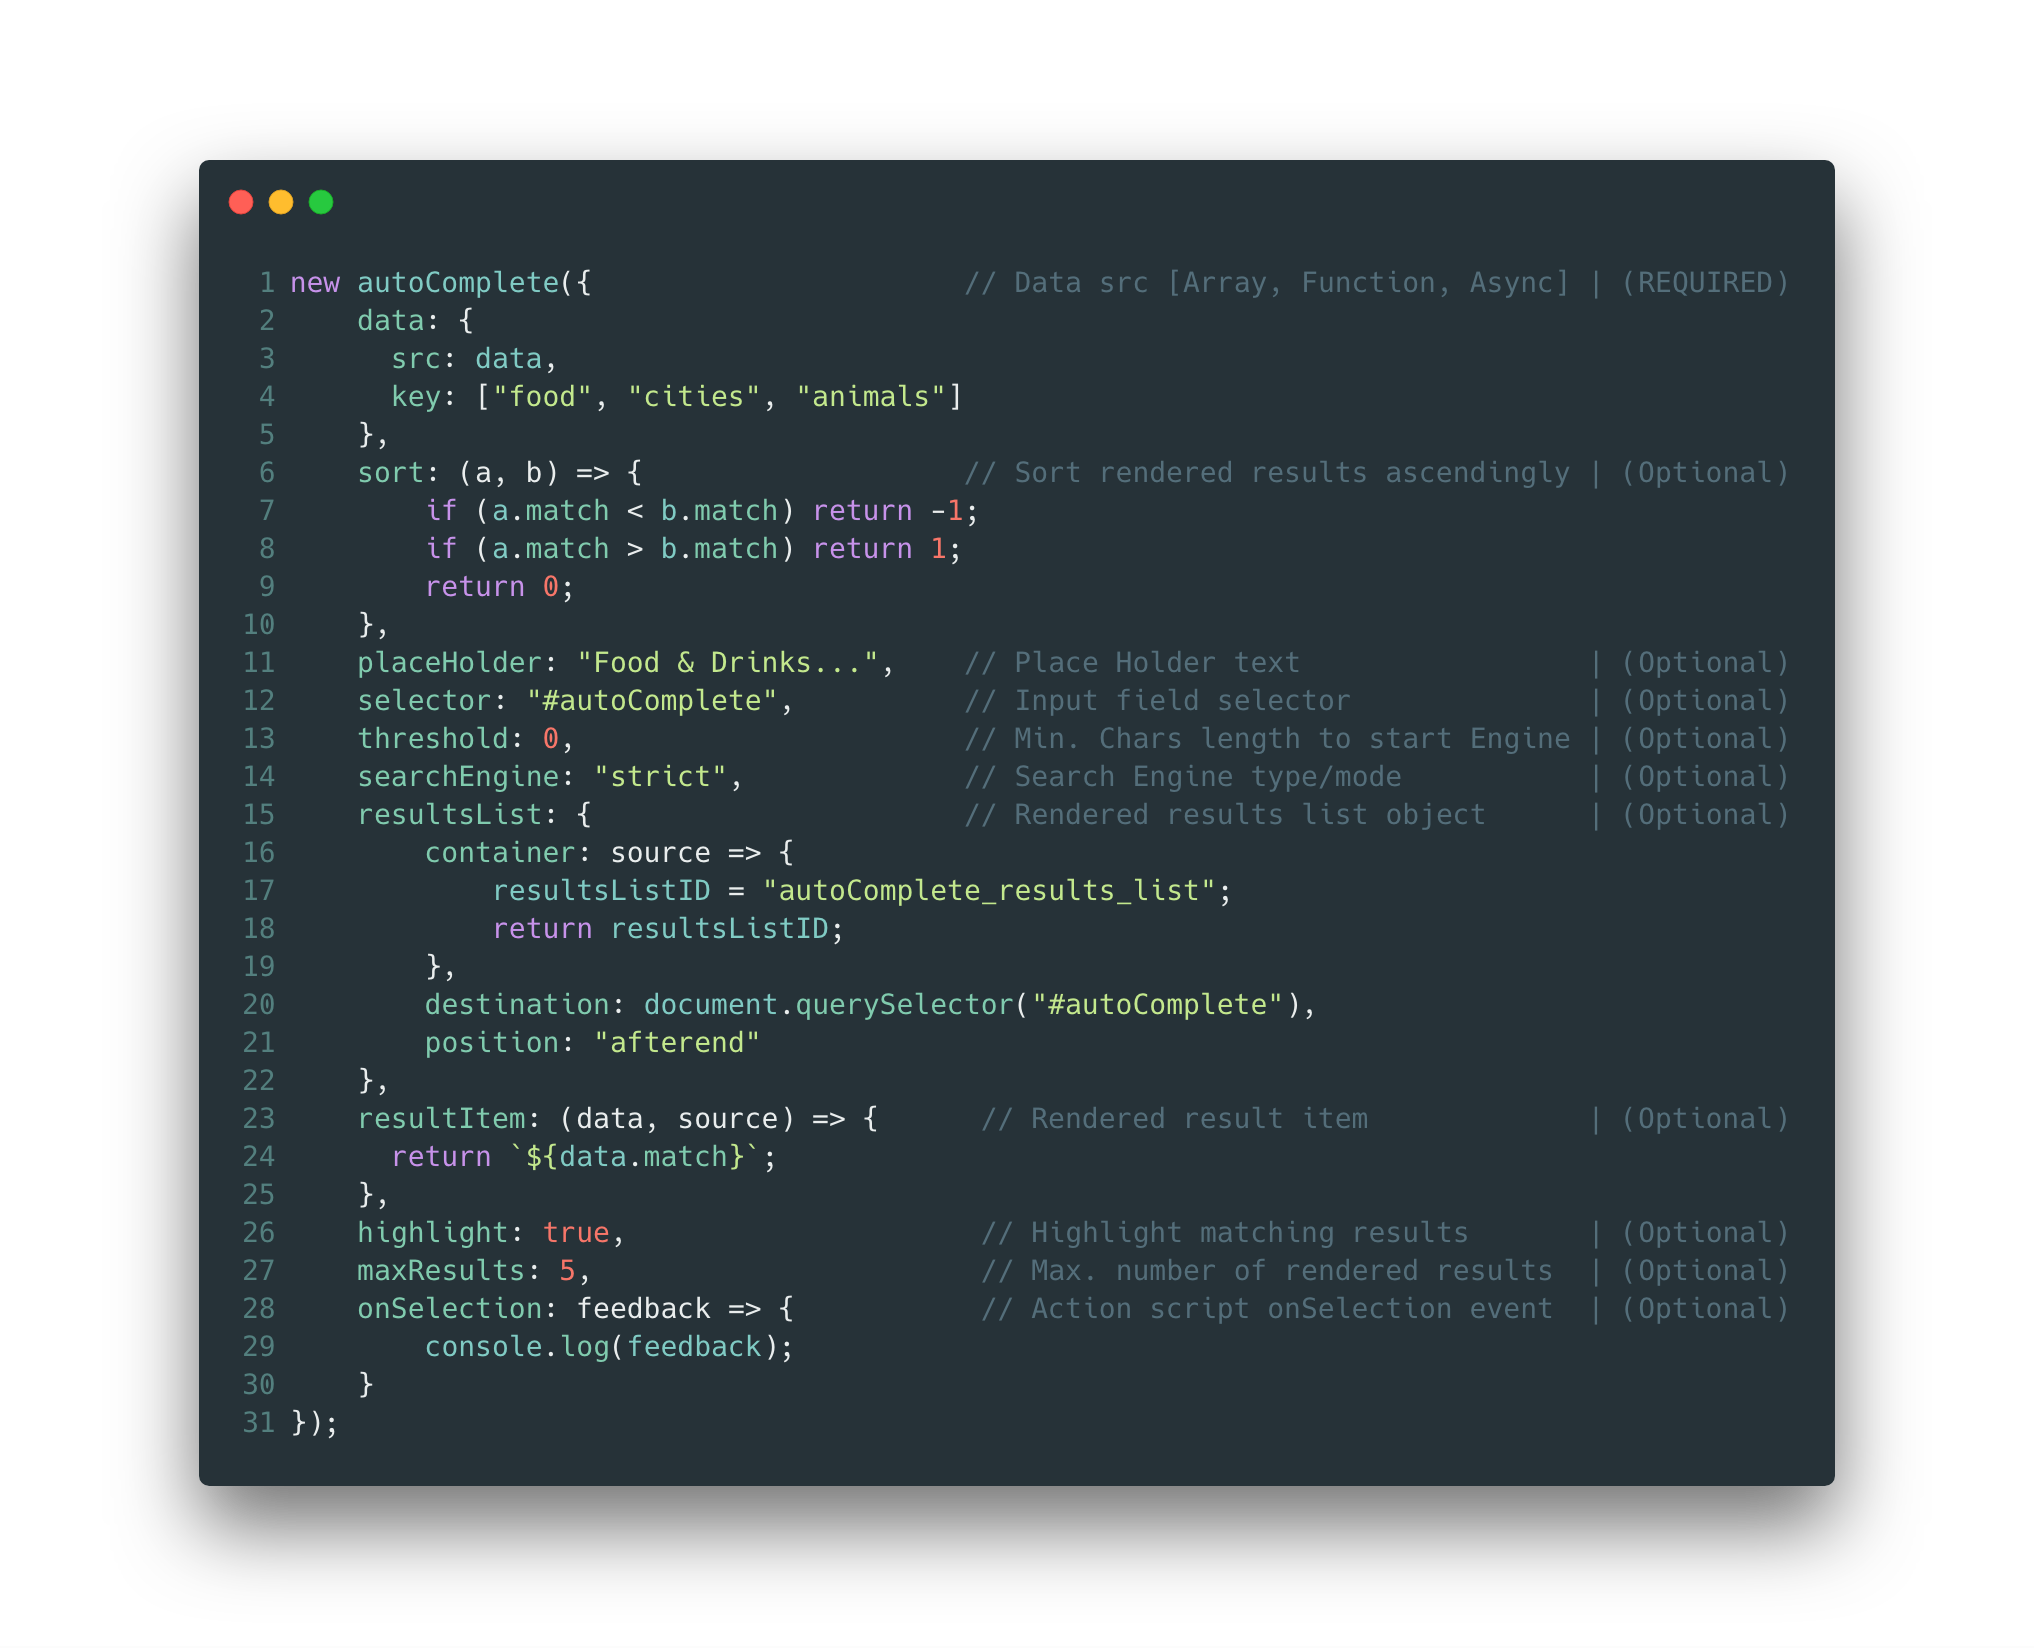 1 new autoComplete({                      // Data src [Array, Function, Async] | (REQUIRED)
2     data: {
3       src: data,
4       key: ["food", "cities", "animals"]
5     },
6     sort: (a, b) => {                   // Sort rendered results ascendingly | (Optional)
7         if (a.match < b.match) return -1;
8         if (a.match > b.match) return 1;
9         return 0;
10     },
11     placeHolder: "Food & Drinks...",    // Place Holder text                 | (Optional)
12     selector: "#autoComplete",          // Input field selector              | (Optional)
13     threshold: 0,                       // Min. Chars length to start Engine | (Optional)
14     searchEngine: "strict",             // Search Engine type/mode           | (Optional)
15     resultsList: {                      // Rendered results list object      | (Optional)
16         container: source => {
17             resultsListID = "autoComplete_results_list";
18             return resultsListID;
19         },
20         destination: document.querySelector("#autoComplete"),
21         position: "afterend"
22     },
23     resultItem: (data, source) => {      // Rendered result item             | (Optional)
24       return `${data.match}`;
25     },
26     highlight: true,                     // Highlight matching results       | (Optional)
27     maxResults: 5,                       // Max. number of rendered results  | (Optional)
28     onSelection: feedback => {           // Action script onSelection event  | (Optional)
29         console.log(feedback);
30     }
31 });